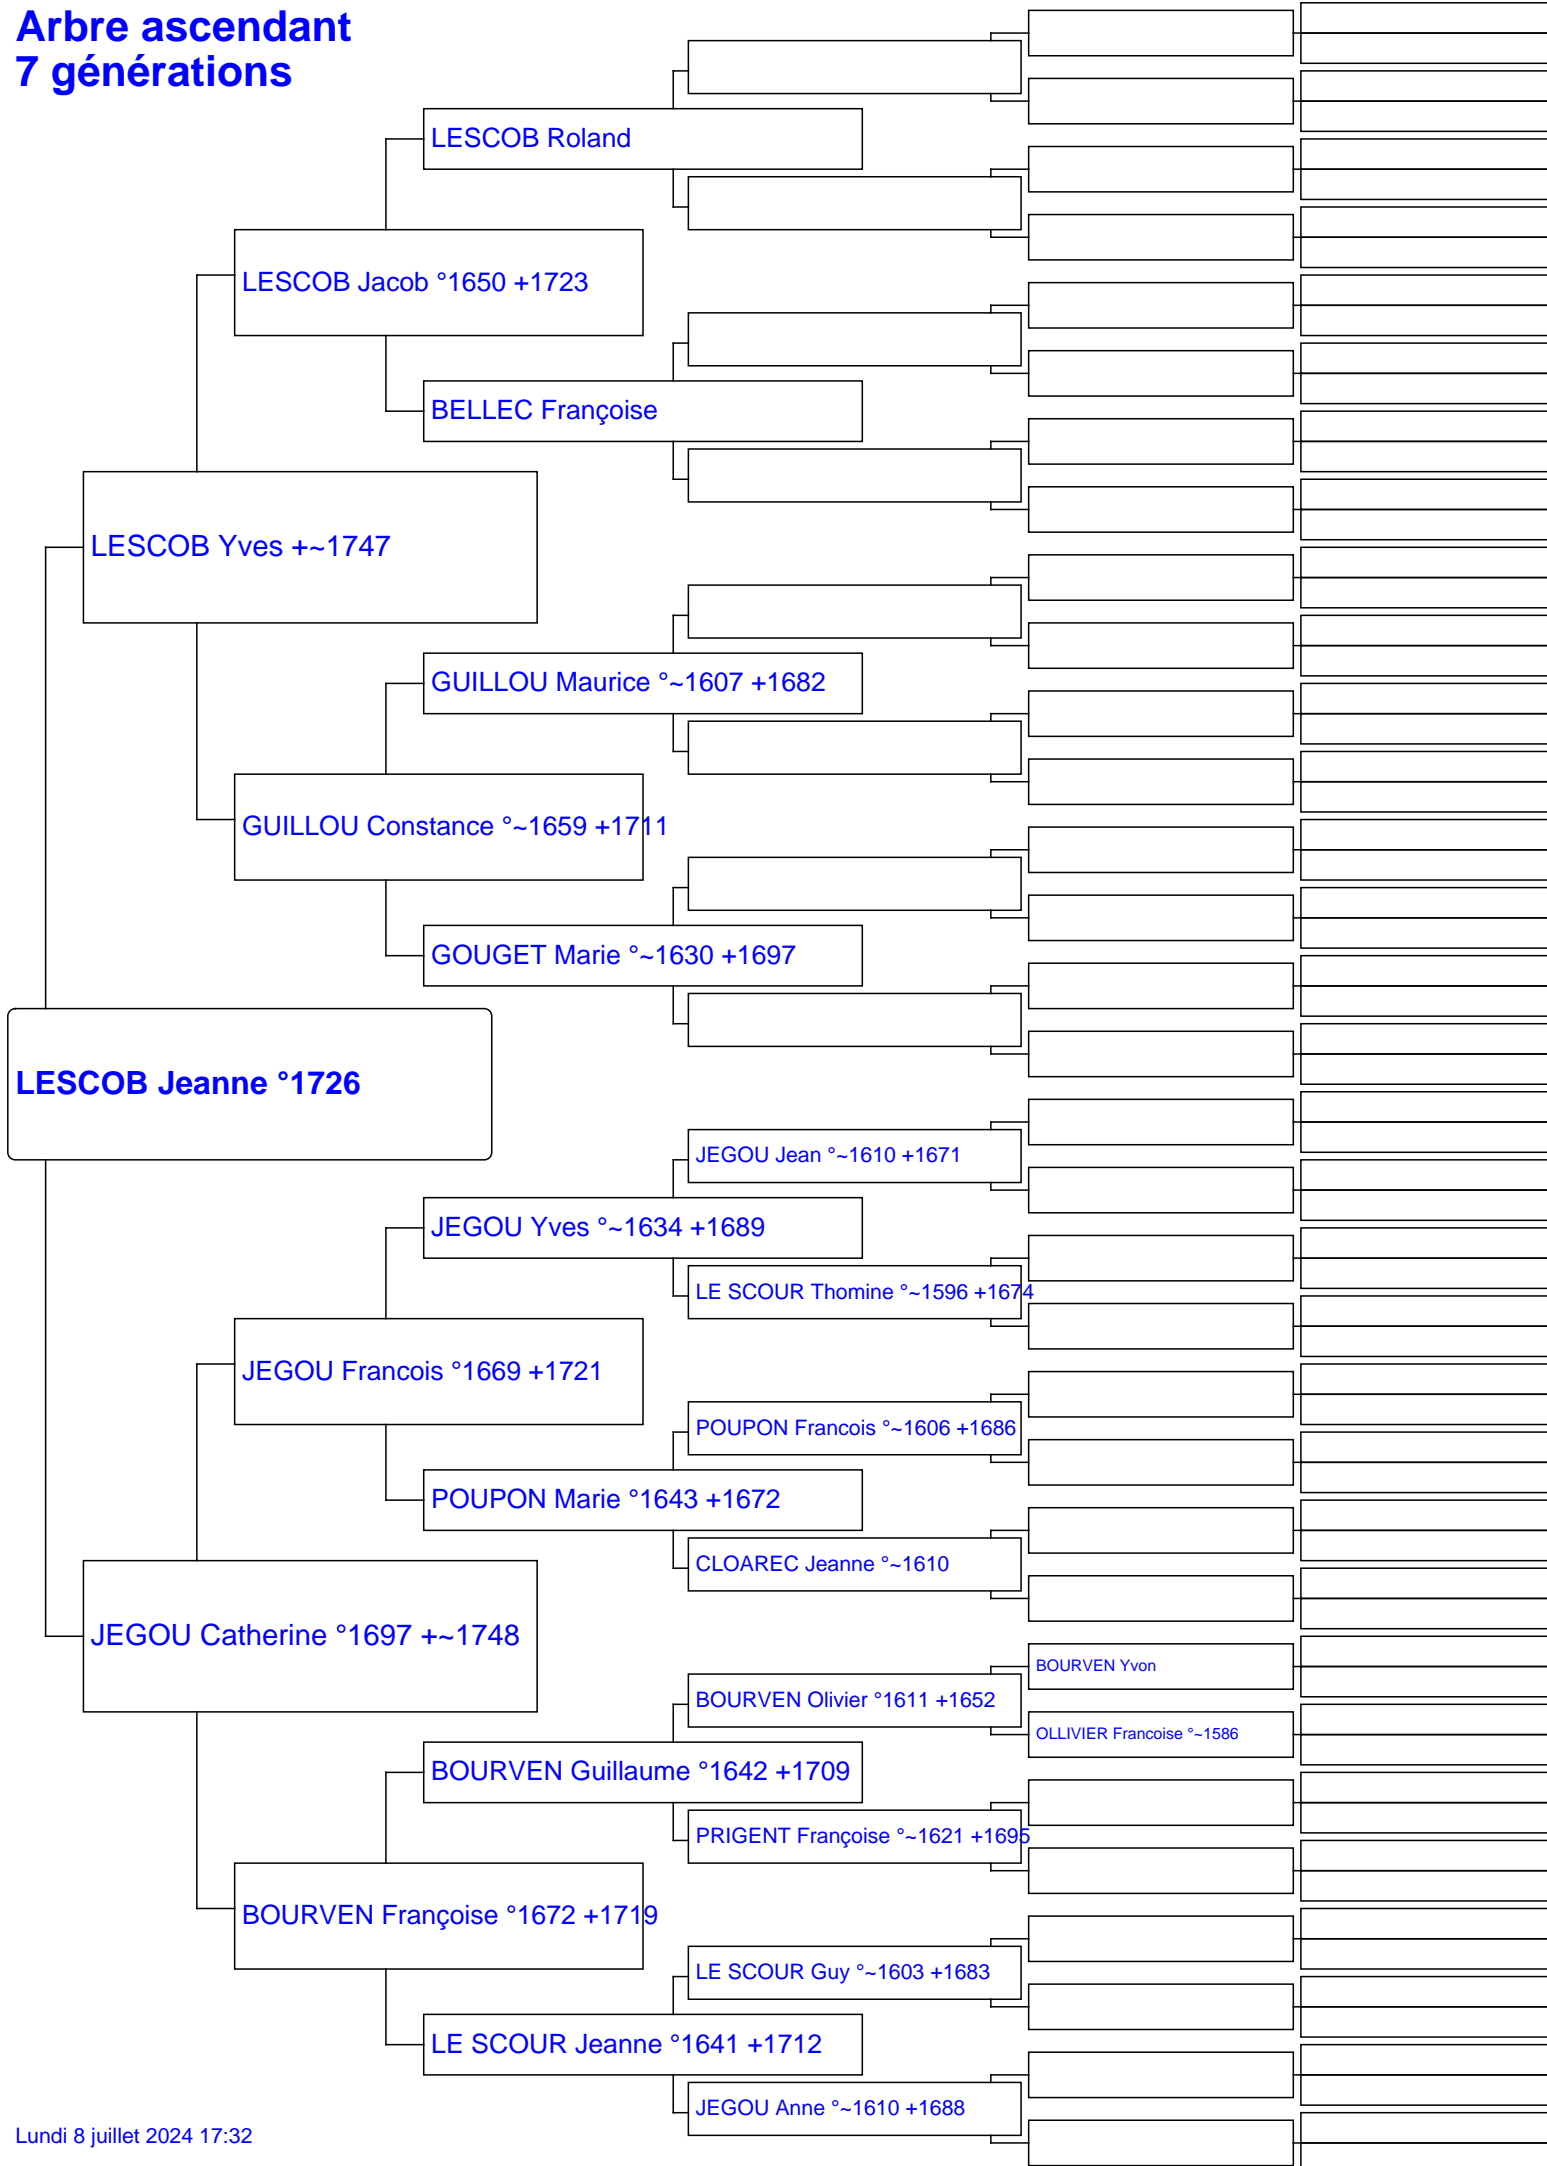 Arbre ascendant
7 générations
LESCOB Roland
LESCOB Jacob °1650 +1723
BELLEC Françoise
LESCOB Yves +~1747
GUILLOU Maurice °~1607 +1682
GUILLOU Constance °~1659 +1711
GOUGET Marie °~1630 +1697
LESCOB Jeanne °1726
JEGOU Jean °~1610 +1671
JEGOU Yves °~1634 +1689
LE SCOUR Thomine °~1596 +1674
JEGOU Francois °1669 +1721
POUPON Francois °~1606 +1686
POUPON Marie °1643 +1672
CLOAREC Jeanne °~1610
JEGOU Catherine °1697 +~1748
BOURVEN Yvon
BOURVEN Olivier °1611 +1652
OLLIVIER Francoise °~1586
BOURVEN Guillaume °1642 +1709
PRIGENT Françoise °~1621 +1695
BOURVEN Françoise °1672 +1719
LE SCOUR Guy °~1603 +1683
LE SCOUR Jeanne °1641 +1712
JEGOU Anne °~1610 +1688
Lundi 8 juillet 2024 17:32